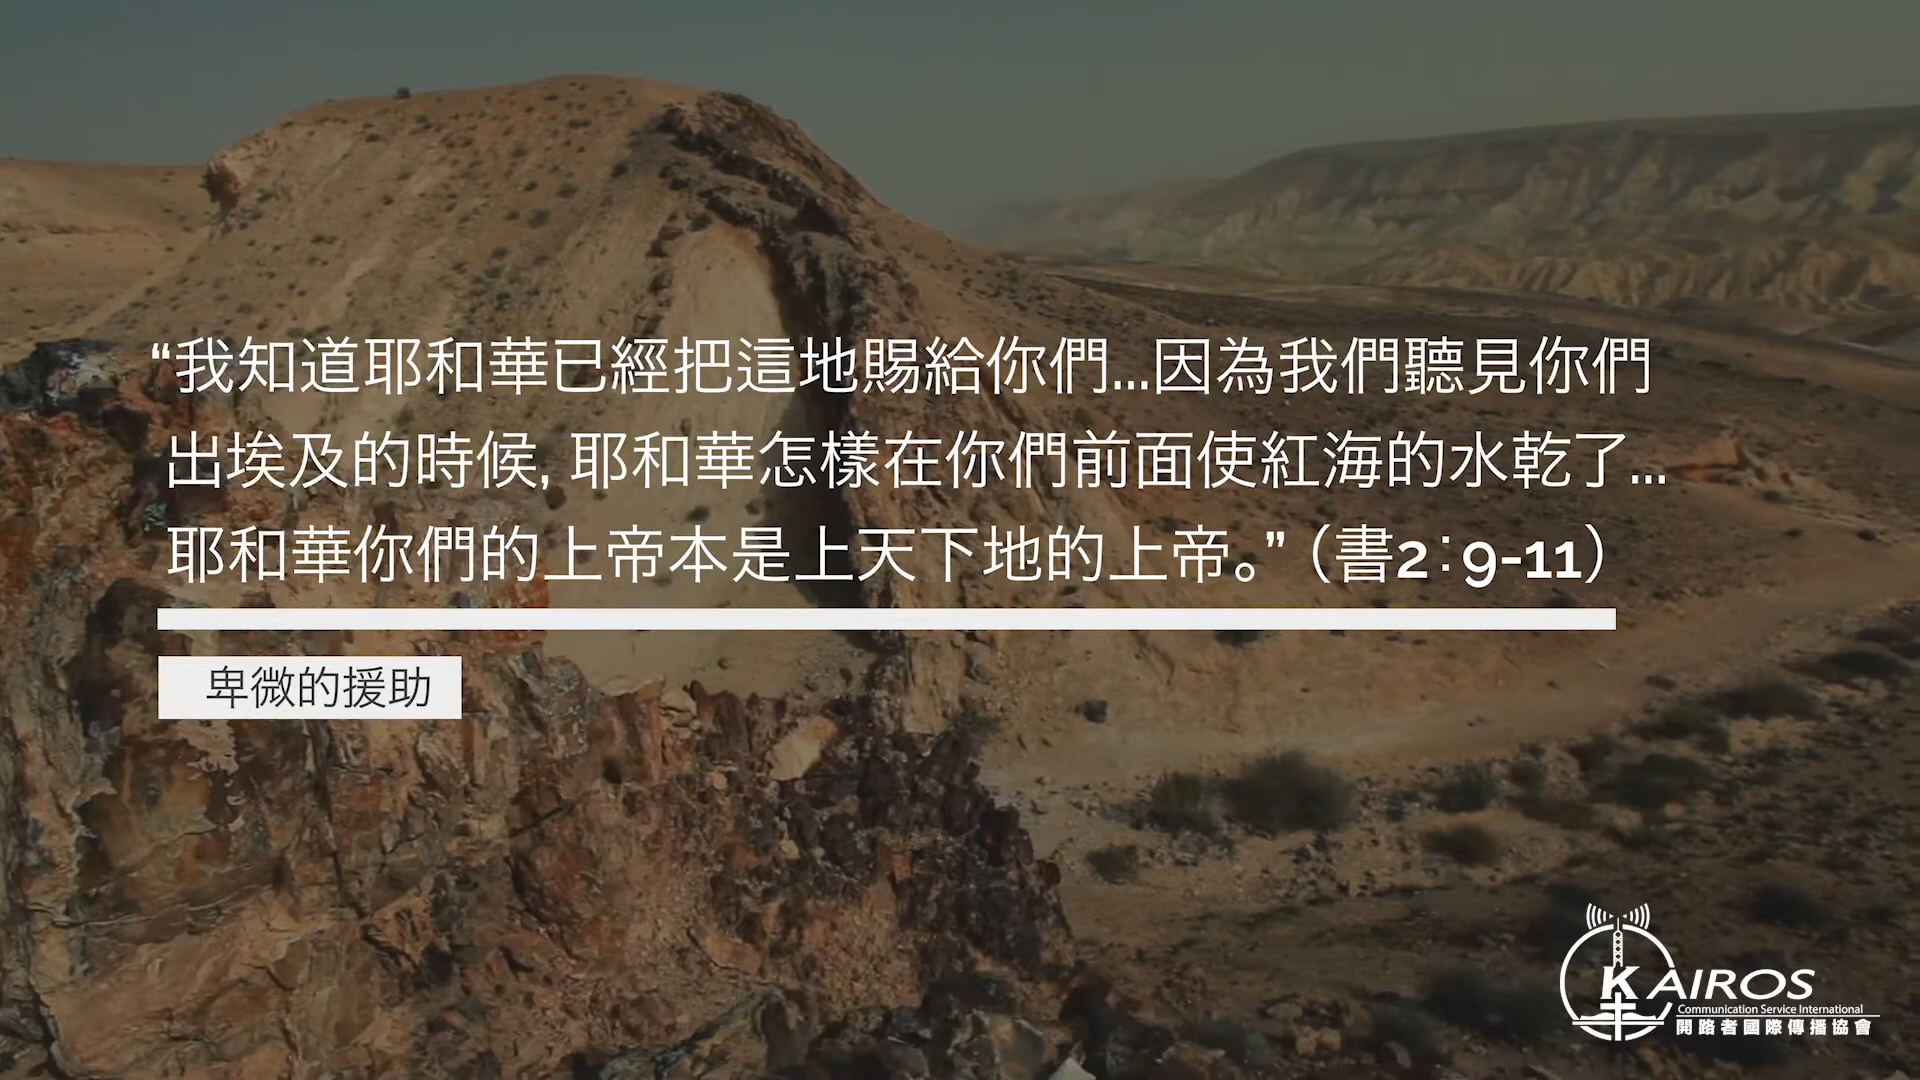 “我知道耶和華已經把這地賜給你們...因為我們聽見你們
出埃及的時候, 耶和華怎樣在你們前面使紅海的水乾了...
耶和華你們的上帝本是上天下地的上帝。”（書2：9-11）
卑微的援助
KAIROS
Communication Service International
開路者國際傳播協會